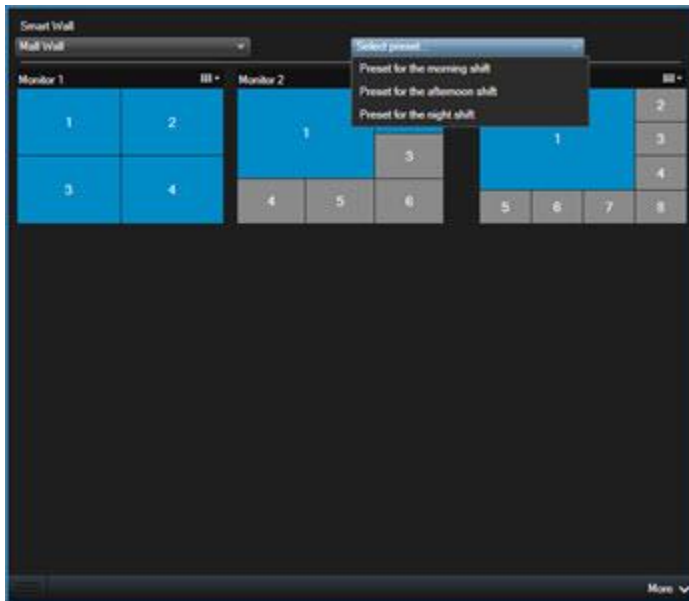 Smart Wall
Mall Wall
Select preset...
Preset for the morning shift
Preset for the afternoon shift
Preset for the night shift
Monitor 1
Monitor 2
1 2
3 4
1
3
4 5 6
1
2
3
4
5 6 7 8
More